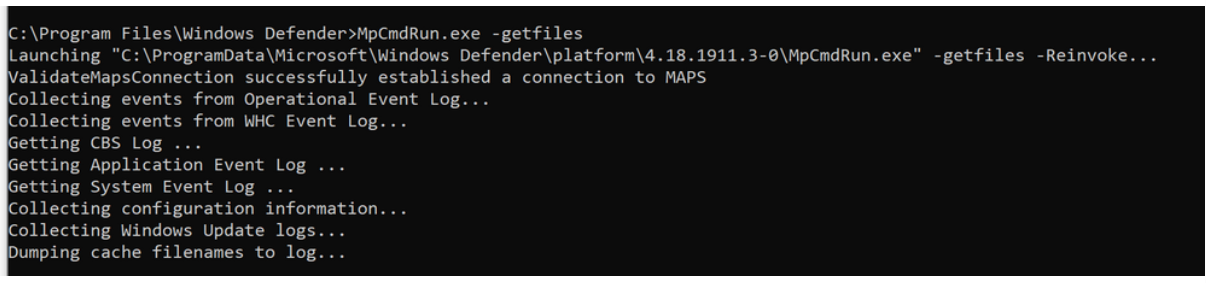 C:\Program Files\Windows Defender>MpCmdRun.exe -getfiles
Launching "C:\ProgramData\Microsoft\Windows Defender\platform\4.18.1911.3-0\MpCmdRun.exe" -getfiles -Reinvoke...
ValidateMapsConnection successfully established a connection to MAPS
Collecting events from Operational Event Log...
Collecting events from WHC Event Log...
Getting CBS Log ...
Getting Application Event Log ...
Getting System Event Log ...
Collecting configuration information...
Collecting Windows Update logs...
Dumping cache filenames to log...